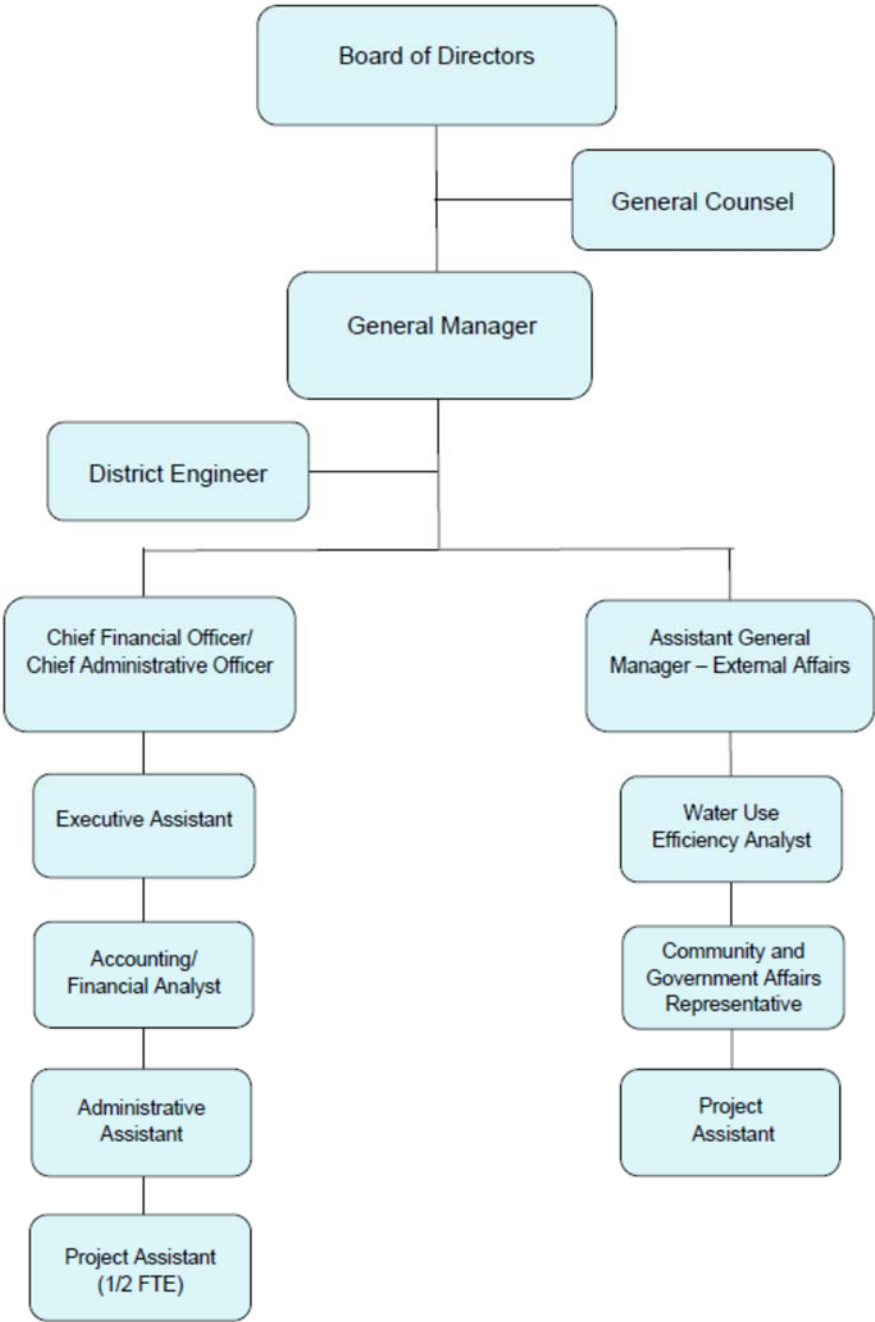 Board of Directors
General Counsel
General Manager
District Engineer
Chief Financial Officer/
Chief Administrative Officer
Executive Assistant
Accounting/
Financial Analyst
Administrative
Assistant
Project Assistant
(1/2 FTE)
Assistant General
Manager – External Affairs
Water Use
Efficiency Analyst
Community and
Government Affairs
Representative
Project
Assistant